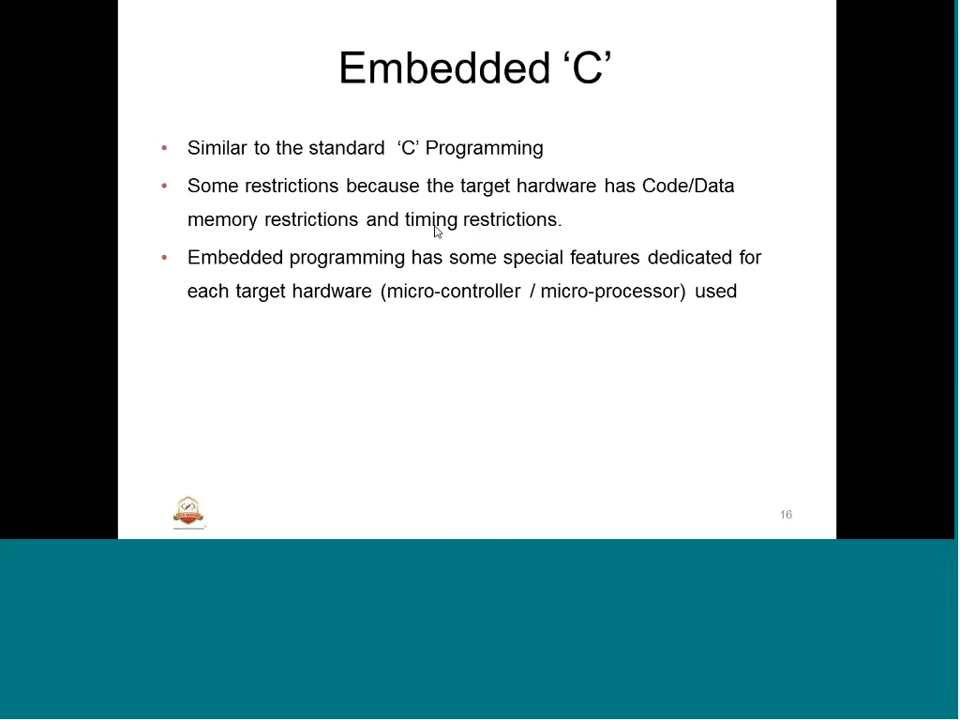 Embedded ‘C’
• Similar to the standard ‘C’ Programming
• Some restrictions because the target hardware has Code/Data
memory restrictions and timing restrictions.
• Embedded programming has some special features dedicated for
each target hardware (micro-controller / micro-processor) used
16